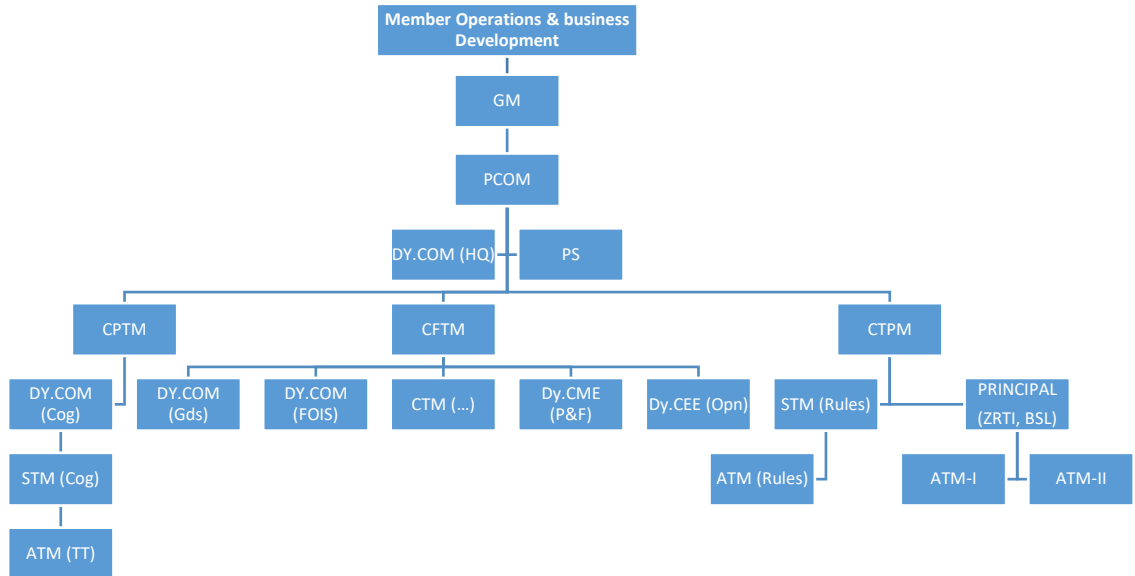 Member Operations & business
Development
GM
PCOM
DY.COM (HQ)
PS
CPTM
CFTM
CTPM
DY.COM
(Cog)
DY.COM
(Gds)
DY.COM
(FOIS)
CTM (...)
Dy.CME
(P&F)
Dy.CEE (Opn)
STM (Rules)
PRINCIPAL
(ZRTI, BSL)
STM (Cog)
ATM (Rules)
ATM-I
ATM-II
ATM (TT)